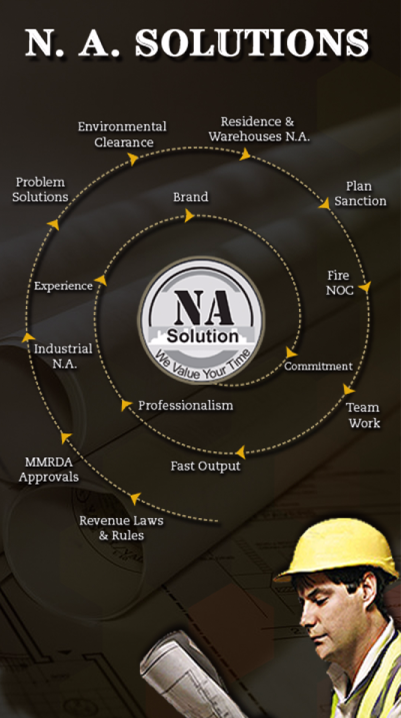 N. A. SOLUTIONS
Environmental
Clearance
Residence &
Warehouses N.A.
Problem
Solutions
Plan
Sanction
Brand
Experience
Fire
NOC
NA
Solution
We Value Your Time
Industrial
N.A.
Commitment
Professionalism
Team
Work
MMRDA
Approvals
Fast Output
Revenue Laws
& Rules